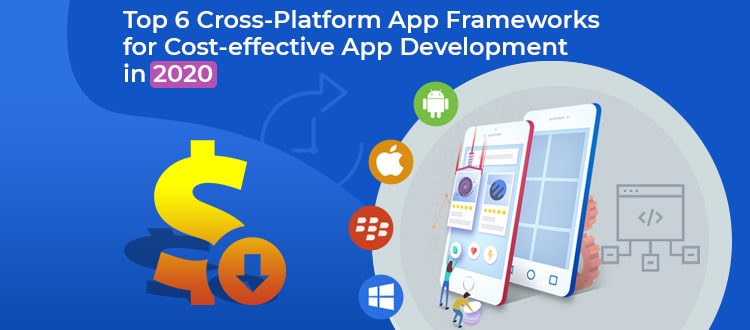 Top 6 Cross-Platform App Frameworks
for Cost-effective App Development
in 2020